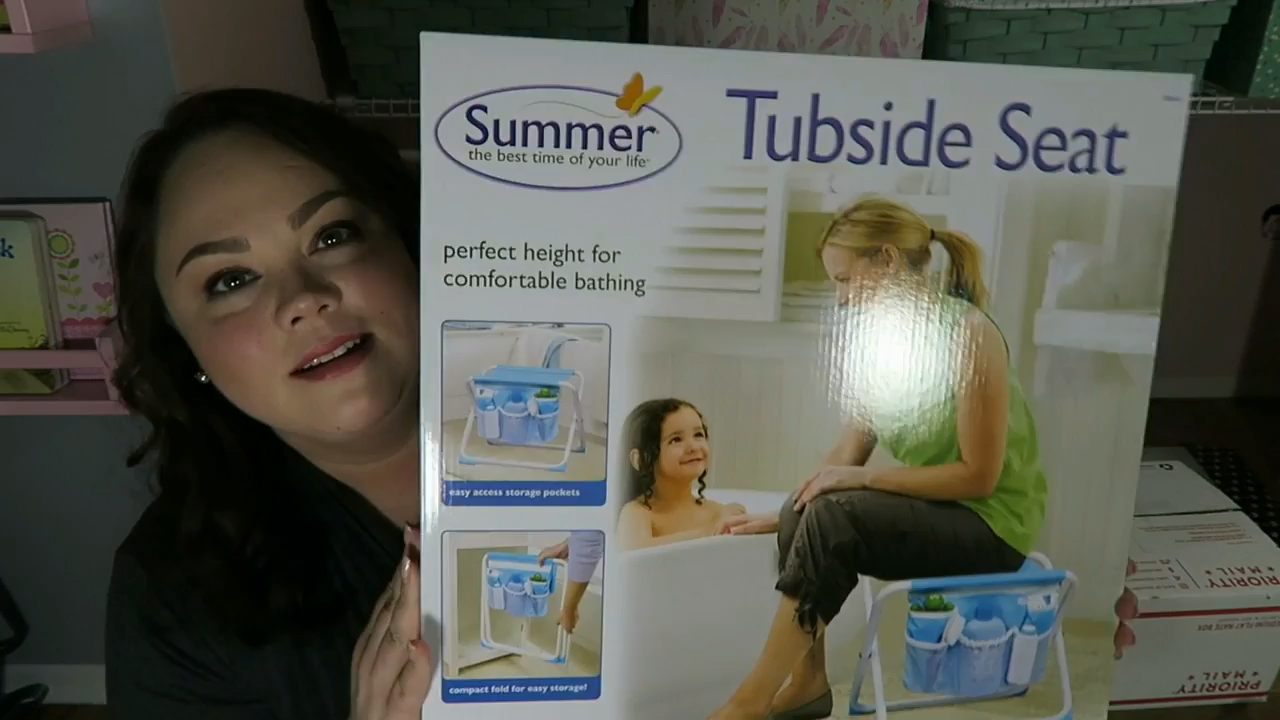 Summer
the best time of your life
Tubside Seat
perfect height for
comfortable bathing
easy access storage pockets
compact fold for easy storage!
k
PRIORITY
MAIL
PRIORITY
MAIL